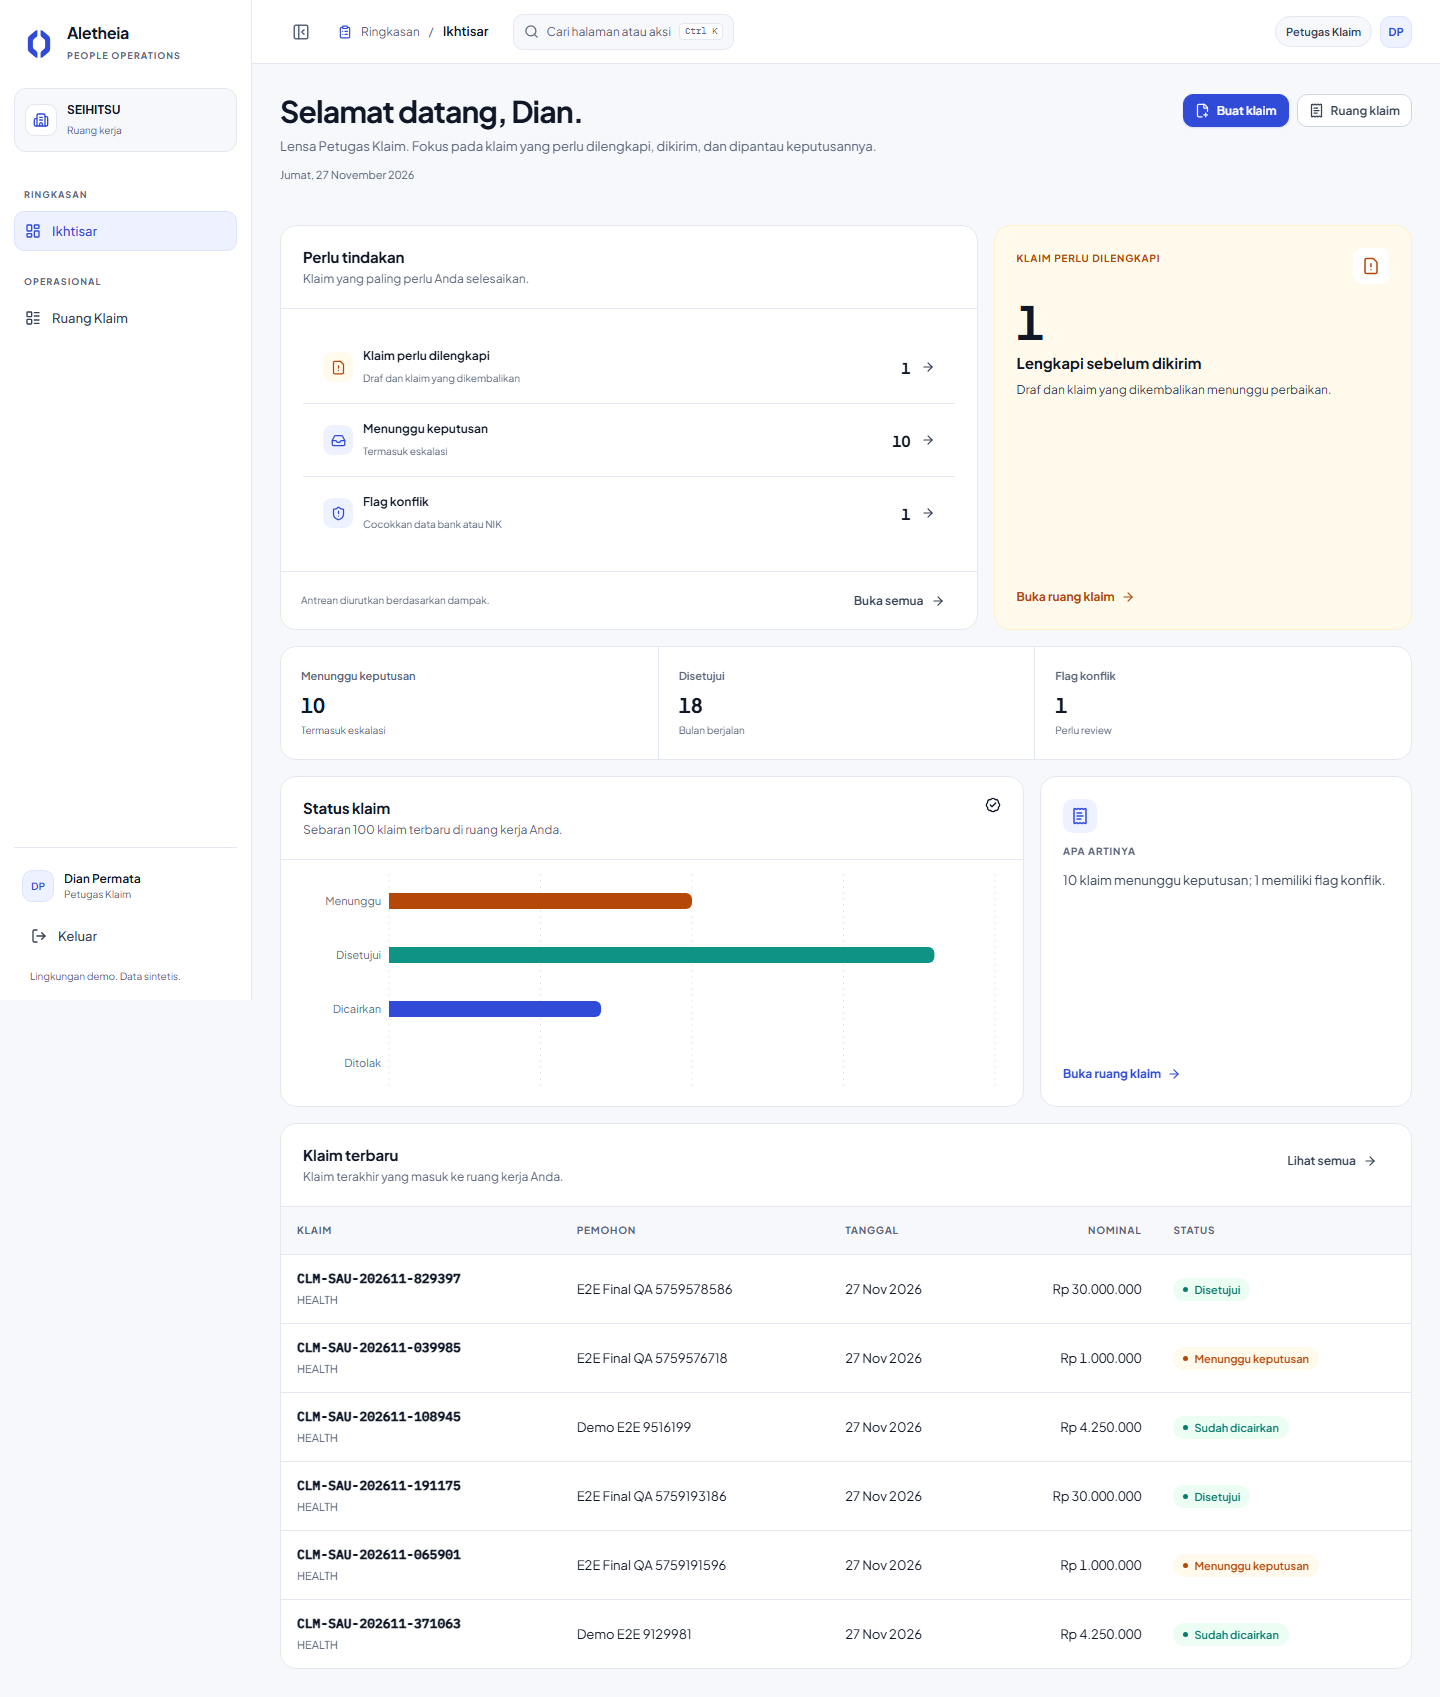 Aletheia
PEOPLE OPERATIONS
SEIHITSU
Ruang kerja
RINGKASAN
Ikhtisar
OPERASIONAL
Ruang Klaim
DP
Dian Permata
Petugas Klaim
Keluar
Lingkungan demo. Data sintetis.
Ringkasan / Ikhtisar
Cari halaman atau aksi Ctrl K
Petugas Klaim DP
Selamat datang, Dian.
Lensa Petugas Klaim. Fokus pada klaim yang perlu dilengkapi, dikirim, dan dipantau keputusannya.
Jumat, 27 November 2026
Buat klaim
Ruang klaim
Perlu tindakan
Klaim yang paling perlu Anda selesaikan.
Klaim perlu dilengkapi
Draf dan klaim yang dikembalikan
1
Menunggu keputusan
Termasuk eskalasi
10
Flag konflik
Cocokkan data bank atau NIK
1
Antrean diurutkan berdasarkan dampak.
Buka semua
KLAIM PERLU DILENGKAPI
1
Lengkapi sebelum dikirim
Draf dan klaim yang dikembalikan menunggu perbaikan.
Buka ruang klaim
Menunggu keputusan
10
Termasuk eskalasi
Disetujui
18
Bulan berjalan
Flag konflik
1
Perlu review
Status klaim
Sebaran 100 klaim terbaru di ruang kerja Anda.
Menunggu
Disetujui
Dicairkan
Ditolak
APA ARTINYA
10 klaim menunggu keputusan; 1 memiliki flag konflik.
Buka ruang klaim
Klaim terbaru
Klaim terakhir yang masuk ke ruang kerja Anda.
Lihat semua
KLAIM PEMOHON TANGGAL NOMINAL STATUS
CLM-SAU-202611-829397
HEALTH
E2E Final QA 5759578586 27 Nov 2026 Rp 30.000.000 Disetujui
CLM-SAU-202611-039985
HEALTH
E2E Final QA 5759576718 27 Nov 2026 Rp 1.000.000 Menunggu keputusan
CLM-SAU-202611-108945
HEALTH
Demo E2E 9516199 27 Nov 2026 Rp 4.250.000 Sudah dicairkan
CLM-SAU-202611-191175
HEALTH
E2E Final QA 5759193186 27 Nov 2026 Rp 30.000.000 Disetujui
CLM-SAU-202611-065901
HEALTH
E2E Final QA 5759191596 27 Nov 2026 Rp 1.000.000 Menunggu keputusan
CLM-SAU-202611-371063
HEALTH
Demo E2E 9129981 27 Nov 2026 Rp 4.250.000 Sudah dicairkan